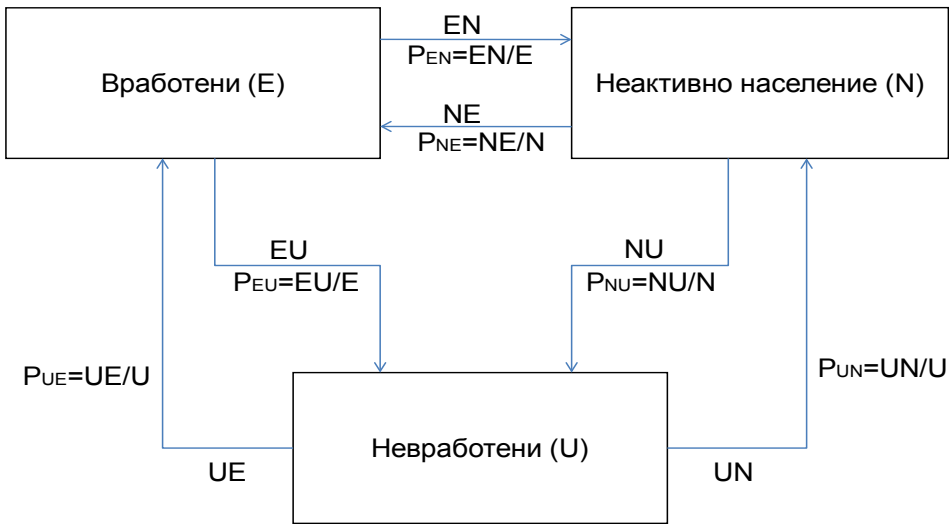 EN
PEN=EN/E
Вработени (E)
Неактивно население (N)
NE
PNE=NE/N
EU
PEU=EU/E
NU
PNU=NU/N
PUE=UE/U
PUN=UN/U
Невработени (U)
UE
UN